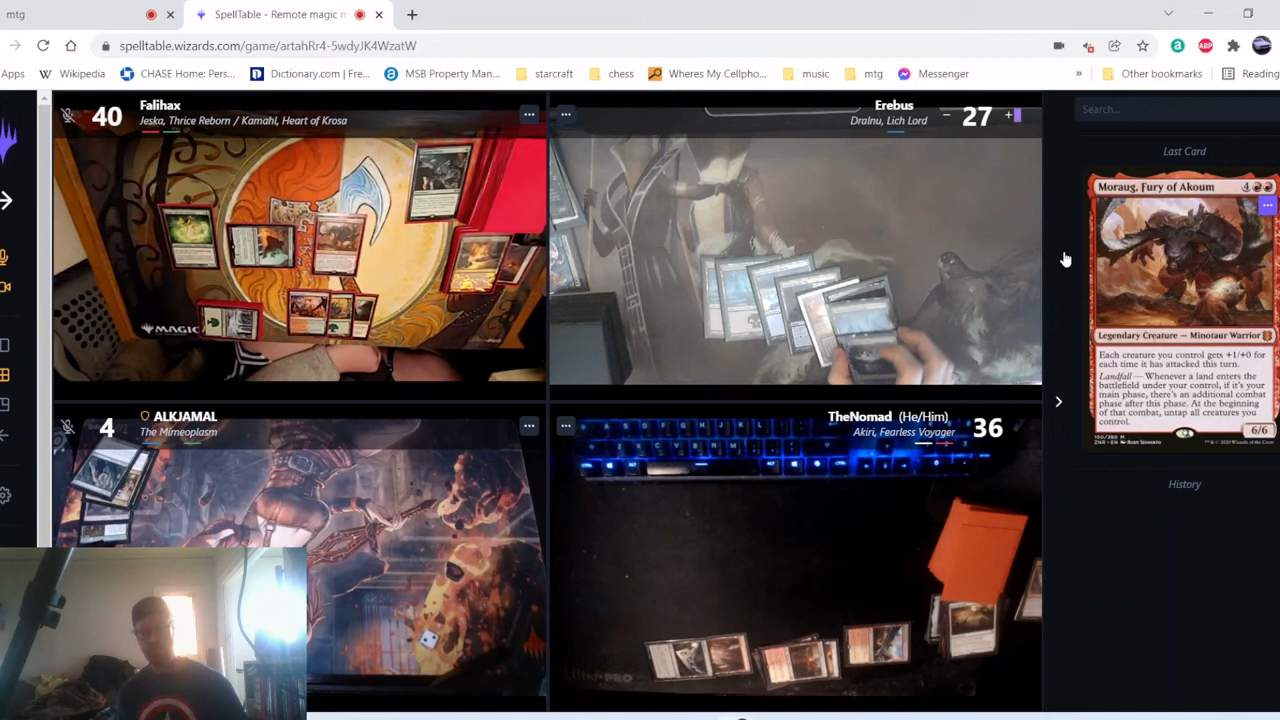 mtg
SpellTable - Remote magic m
spelltable.wizards.com/game/artahRr4-5wdyJK4WzatW
ABP
Apps
Wikipedia
CHASE Home: Pers...
Dictionary.com | Fre...
MSB Property Man...
starcraft
chess
Wheres My Cellpho...
music
mtg
Messenger
Other bookmarks
Reading
40
Falihax
Jeska, Thrice Reborn / Kamahl, Heart of Krosa
MAGIC
Erebus
Dralnu, Lich Lord
27
Search...
Last Card
Moraug, Fury of Akoum
4
Legendary Creature — Minotaur Warrior
Each creature you control gets +1/+0 for
each time it has attacked this turn.
Landfall — Whenever a land enters the
battlefield under your control, if it's your
main phase, there's an additional combat
phase after this phase. At the beginning
of that combat, untap all creatures you
control.
6/6
History
4
ALKJAMAL
The Mimeoplasm
TheNomad (He/Him)
Akiri, Fearless Voyager
36